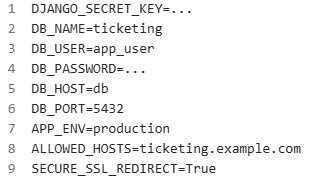 1 DJANGO_SECRET_KEY=...
2 DB_NAME=ticketing
3 DB_USER=app_user
4 DB_PASSWORD=...
5 DB_HOST=db
6 DB_PORT=5432
7 APP_ENV=production
8 ALLOWED_HOSTS=ticketing.example.com
9 SECURE_SSL_REDIRECT=True